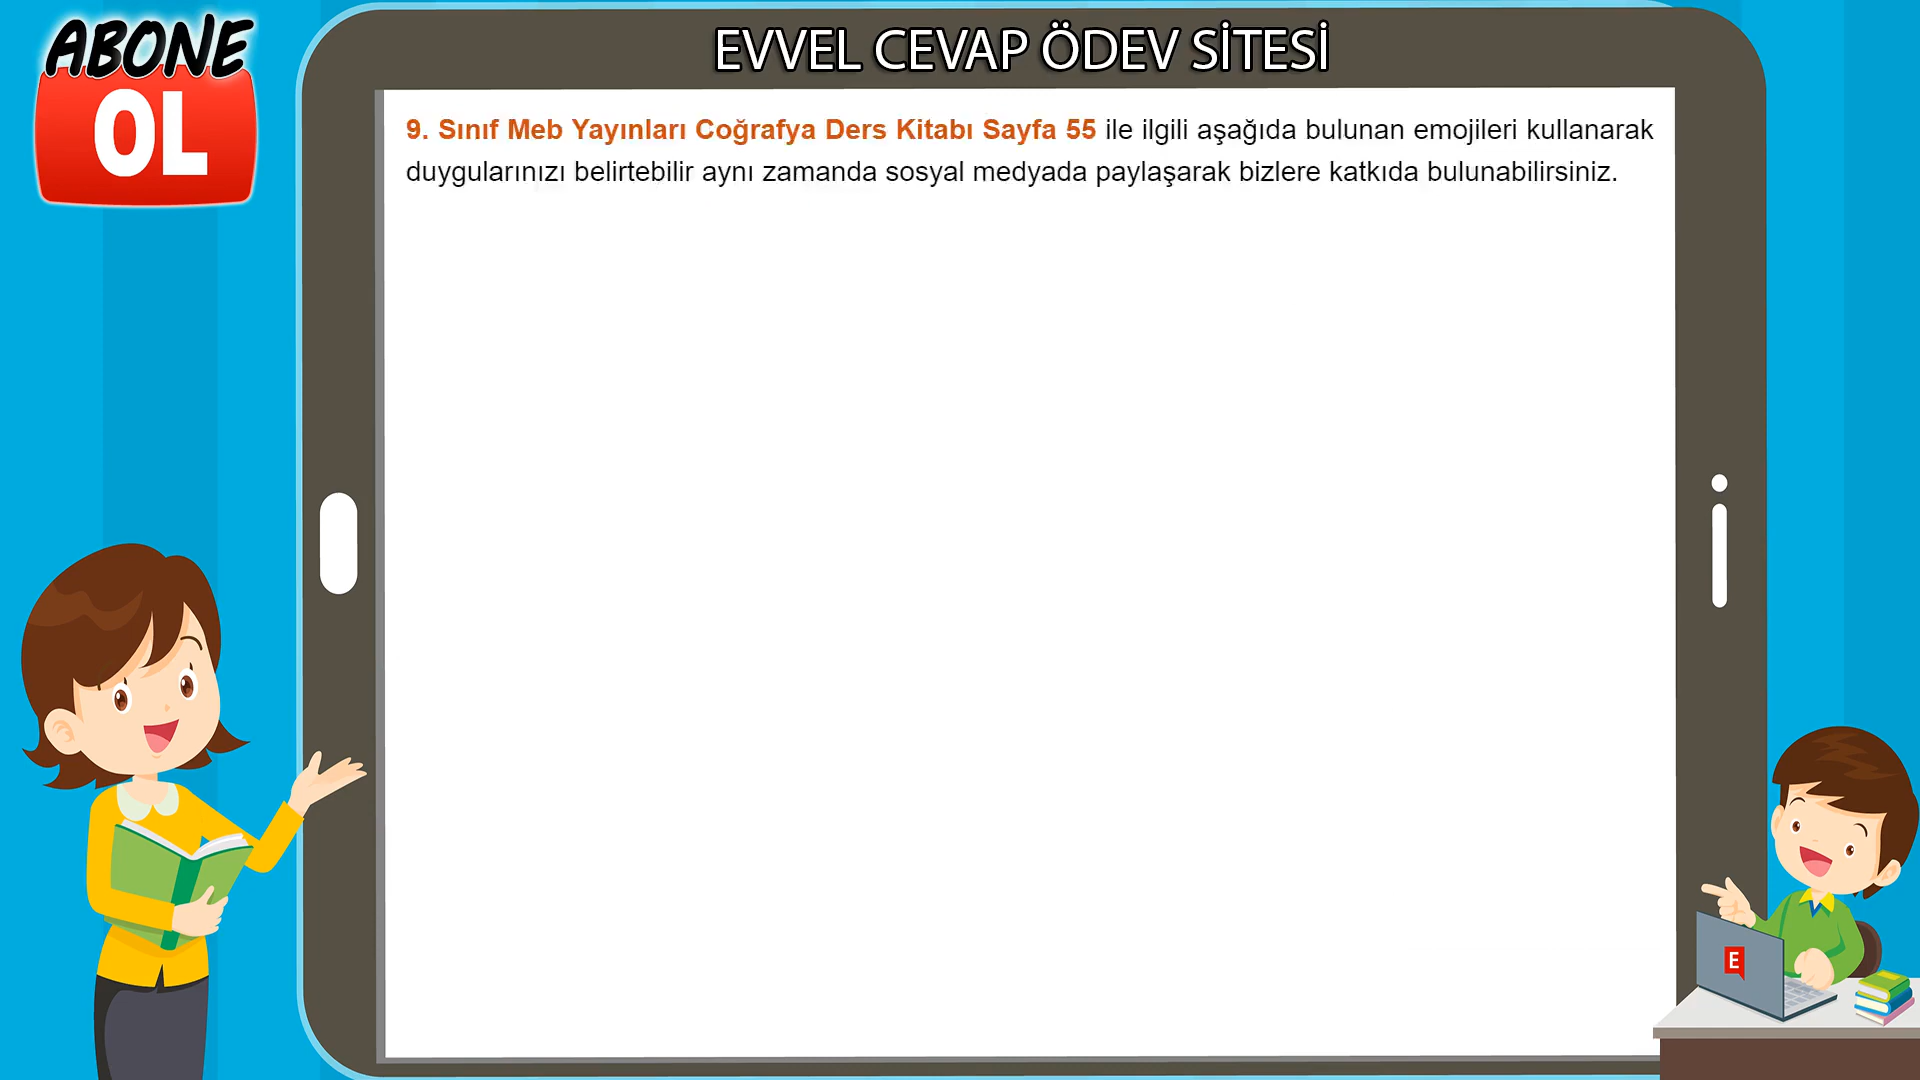 ABONE
OL
EVVEL CEVAP ÖDEV SİTESİ
9. Sınıf Meb Yayınları Coğrafya Ders Kitabı Sayfa 55 ile ilgili aşağıda bulunan emojileri kullanarak
duygularınızı belirtebilir aynı zamanda sosyal medyada paylaşarak bizlere katkıda bulunabilirsiniz.
E